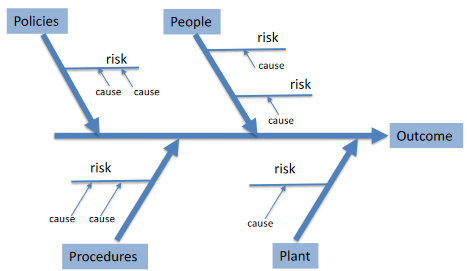 Policies
People
risk
cause
cause
risk
cause
risk
cause
Outcome
risk
cause
cause
risk
cause
Procedures
Plant